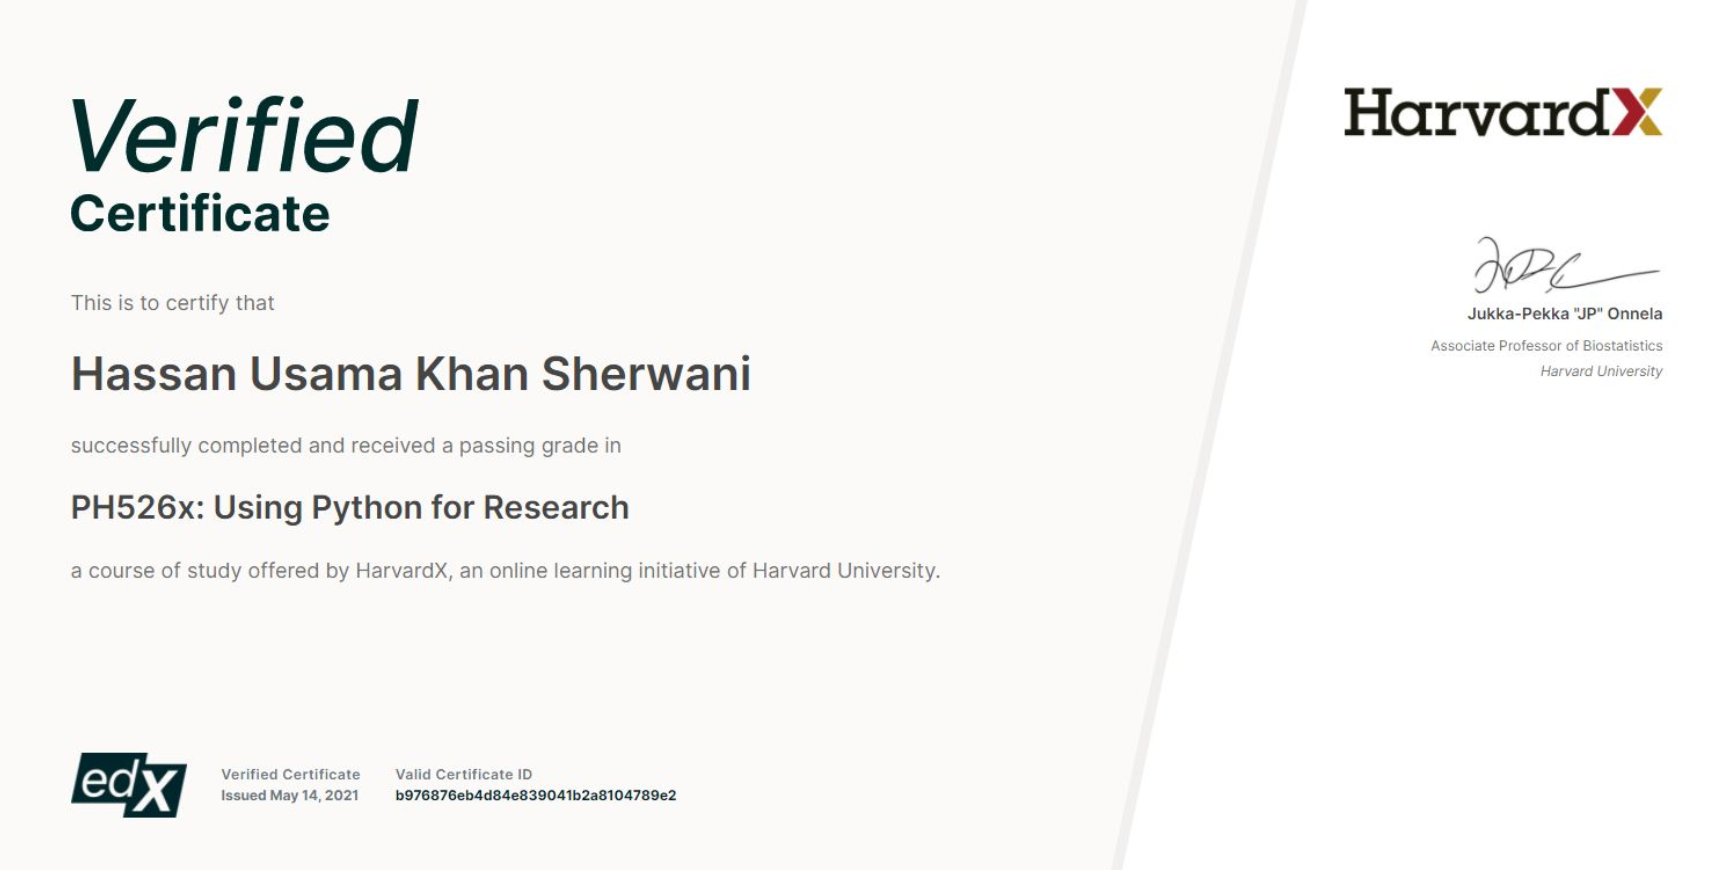 Verified
Certificate
This is to certify that
Hassan Usama Khan Sherwani
successfully completed and received a passing grade in
PH526x: Using Python for Research
a course of study offered by HarvardX, an online learning initiative of Harvard University.
edX
Verified Certificate
Issued May 14, 2021
Valid Certificate ID
b976876eb4d84e839041b2a8104789e2
HarvardX
Jukka-Pekka "JP" Onnela
Associate Professor of Biostatistics
Harvard University